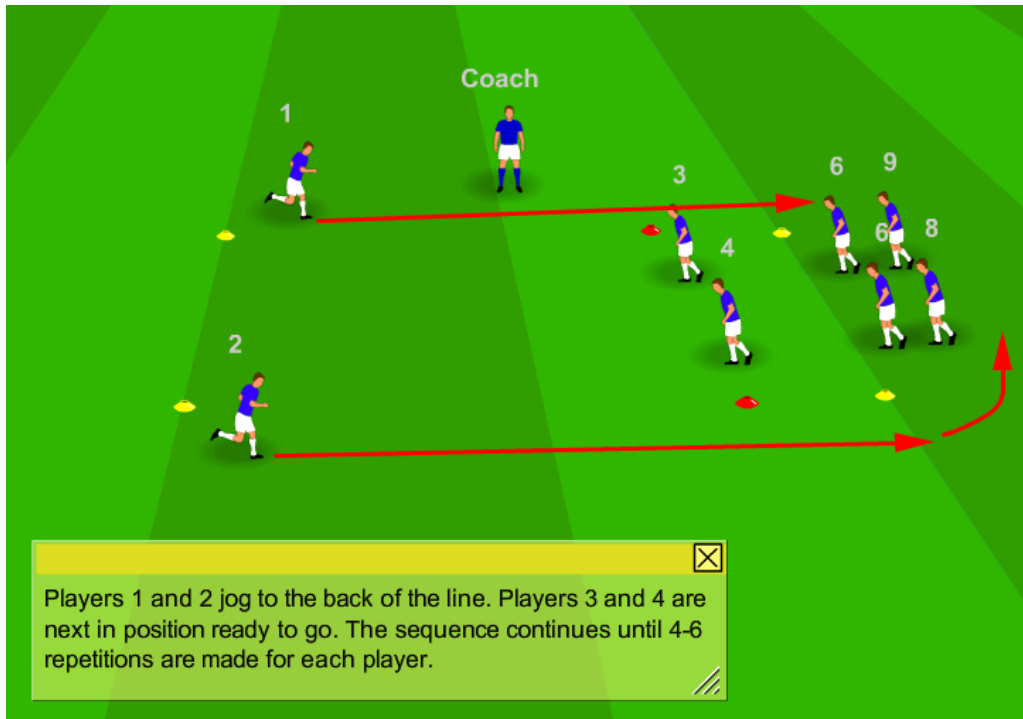 Coach
1
3
6
9
4
6
8
2
Players 1 and 2 jog to the back of the line. Players 3 and 4 are
next in position ready to go. The sequence continues until 4-6
repetitions are made for each player.